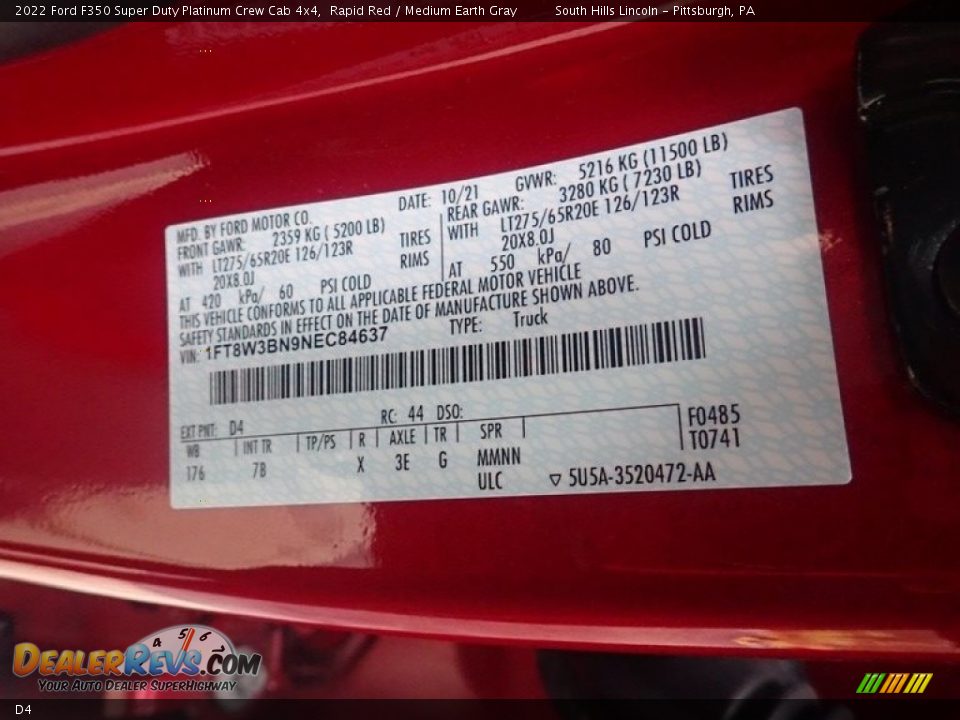 2022 Ford F350 Super Duty Platinum Crew Cab 4x4, Rapid Red / Medium Earth Gray South Hills Lincoln - Pittsburgh, PA
MFD. BY FORD MOTOR CO. DATE: 10/21 GVWR: 5216 KG (11500 LB)
FRONT GAWR: 2359 KG ( 5200 LB) REAR GAWR: 3280 KG ( 7230 LB)
WITH LT275/65R20E 126/123R TIRES WITH LT275/65R20E 126/123R TIRES
20X8.0J RIMS 20X8.0J RIMS
AT 420 kPa/ 60 PSI COLD AT 550 kPa/ 80 PSI COLD
THIS VEHICLE CONFORMS TO ALL APPLICABLE FEDERAL MOTOR VEHICLE
SAFETY STANDARDS IN EFFECT ON THE DATE OF MANUFACTURE SHOWN ABOVE.
VIN: 1FT8W3BN9NEC84637 TYPE: Truck
EXT PNT: D4 RC: 44 DSO: F0485
WB INT TR TP/PS R AXLE TR SPR T0741
176 7B X 3E G MMNN
ULC ▽ 5U5A-3520472-AA
4 5 6
DEALERREVS.COM
YOUR AUTO DEALER SUPERHIGHWAY
D4